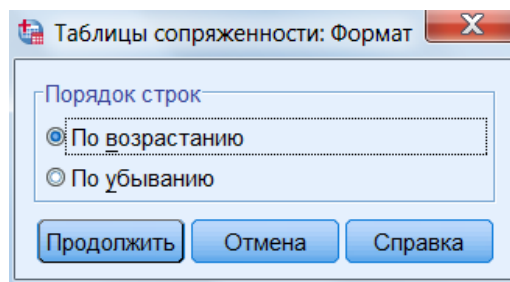 Таблицы сопряженности: Формат
Порядок строк
По возрастанию
По убыванию
Продолжить Отмена Справка